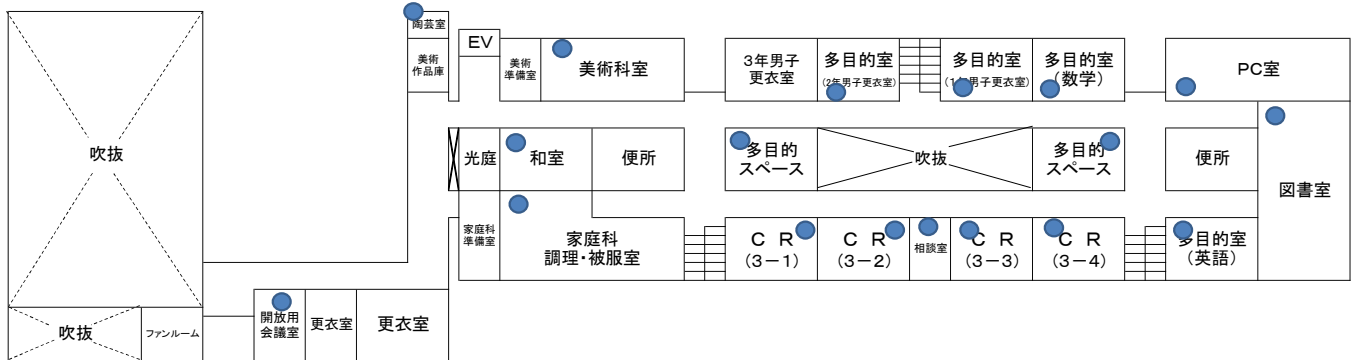 陶芸室
美術
作品庫
EV
美術
準備室
美術科室
3年男子
更衣室
多目的室
(2年男子更衣室)
多目的室
(1年男子更衣室)
多目的室
(数学)
PC室
吹抜
光庭
和室
便所
多目的
スペース
吹抜
多目的
スペース
便所
図書室
家庭科
準備室
家庭科
調理・被服室
C R
(3-1)
C R
(3-2)
相談室
C R
(3-3)
C R
(3-4)
多目的室
(英語)
吹抜
ファンルーム
開放用
会議室
更衣室
更衣室